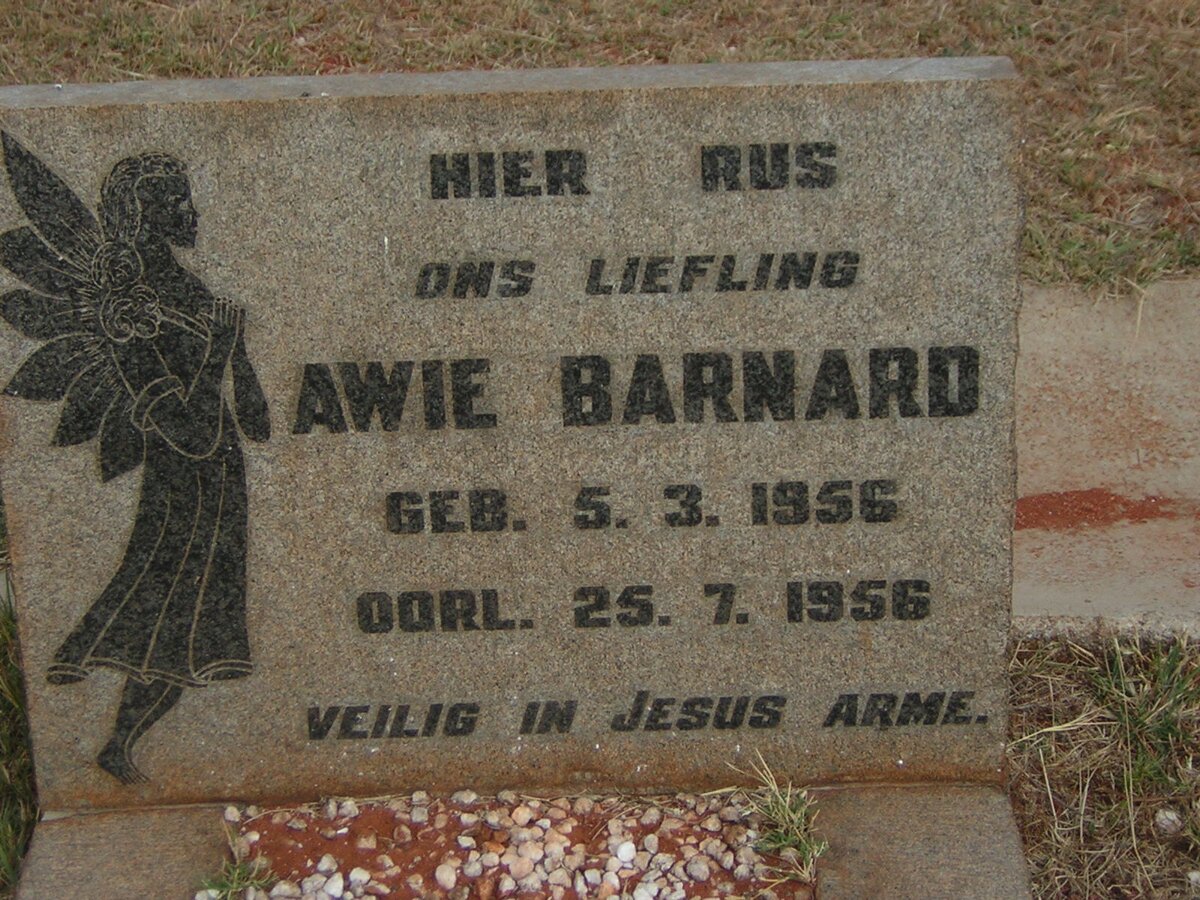 HIER RUS
ONS LIEFLING
AWIE BARNARD
GEB. 5. 3. 1956
OORL. 25. 7. 1956
VEILIG IN JESUS ARME.